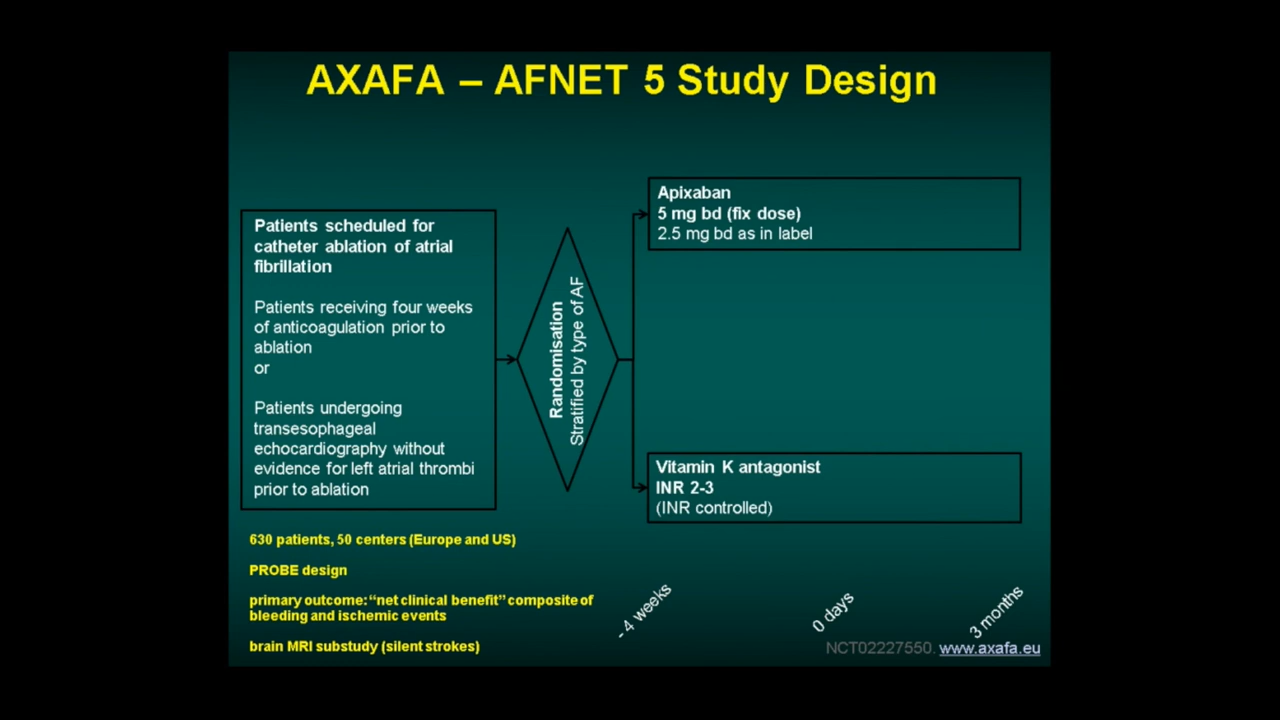 AXAFA – AFNET 5 Study Design
Patients scheduled for
catheter ablation of atrial
fibrillation
Patients receiving four weeks
of anticoagulation prior to
ablation
or
Patients undergoing
transesophageal
echocardiography without
evidence for left atrial thrombi
prior to ablation
Randomisation
Stratified by type of AF
Apixaban
5 mg bd (fix dose)
2.5 mg bd as in label
Vitamin K antagonist
INR 2-3
(INR controlled)
630 patients, 50 centers (Europe and US)
PROBE design
primary outcome: “net clinical benefit” composite of
bleeding and ischemic events
brain MRI substudy (silent strokes)
- 4 weeks
0 days
3 months
NCT02227550. www.axafa.eu